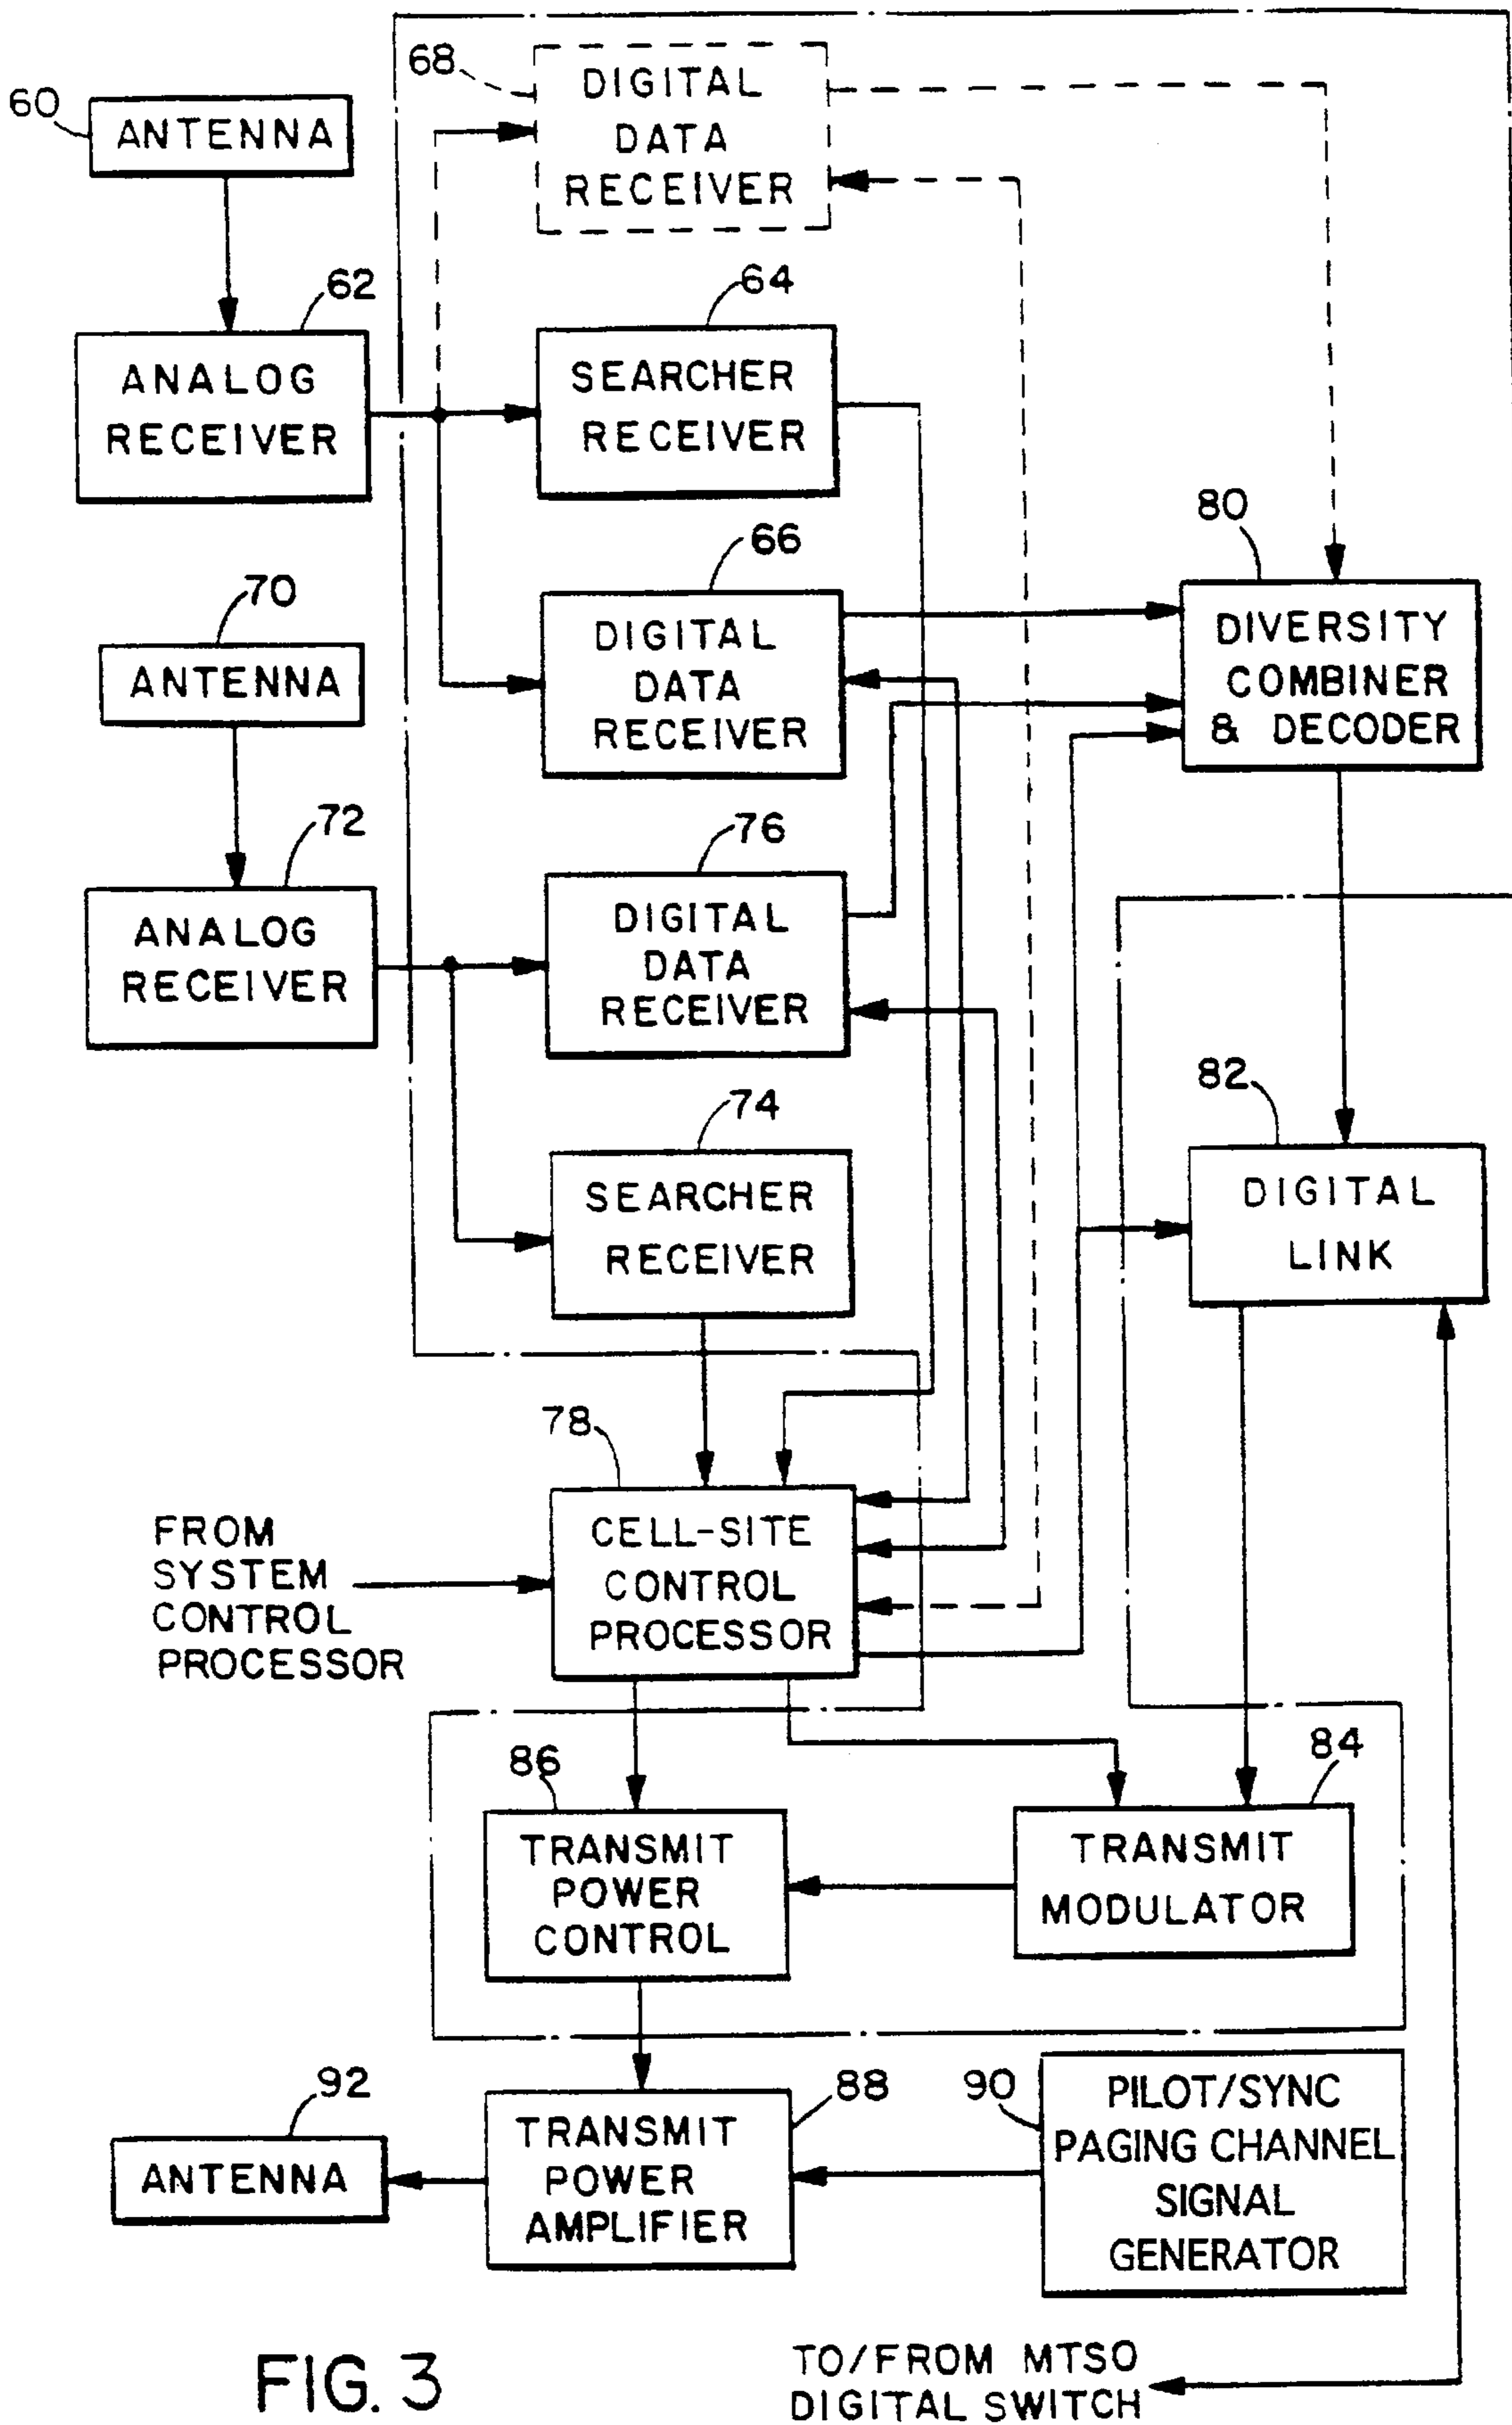 68
DIGITAL
DATA
RECEIVER
60
ANTENNA
62
ANALOG
RECEIVER
64
SEARCHER
RECEIVER
66
DIGITAL
DATA
RECEIVER
80
DIVERSITY
COMBINER
& DECODER
70
ANTENNA
72
ANALOG
RECEIVER
76
DIGITAL
DATA
RECEIVER
74
SEARCHER
RECEIVER
82
DIGITAL
LINK
78
CELL-SITE
CONTROL
PROCESSOR
FROM
SYSTEM
CONTROL
PROCESSOR
86
TRANSMIT
POWER
CONTROL
84
TRANSMIT
MODULATOR
92
ANTENNA
88
TRANSMIT
POWER
AMPLIFIER
90
PILOT/SYNC
PAGING CHANNEL
SIGNAL
GENERATOR
FIG. 3
TO/FROM MTSO
DIGITAL SWITCH